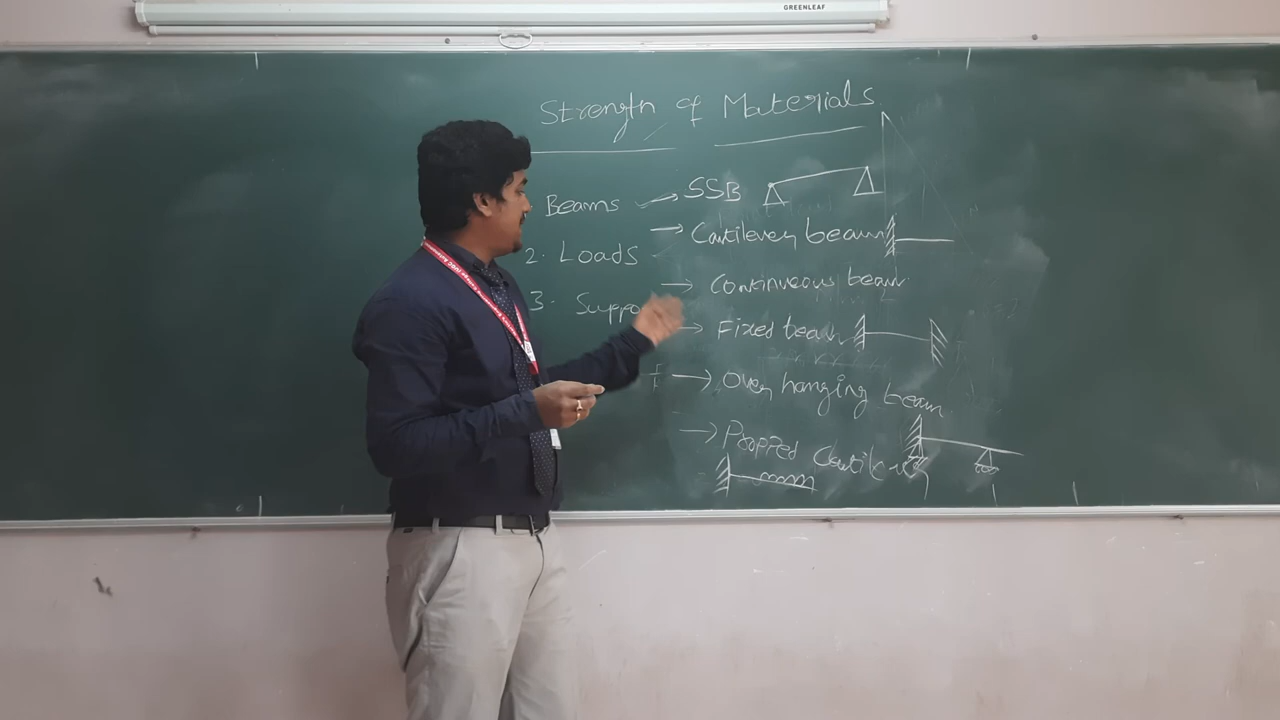 GREENLEAF
Strength of Materials
Beams → SSB
→ Cantilever beam
2. Loads
→ Continuous beam
3. Suppo
→ Fixed beam
→ Over hanging beam
→ Propped Cantilever